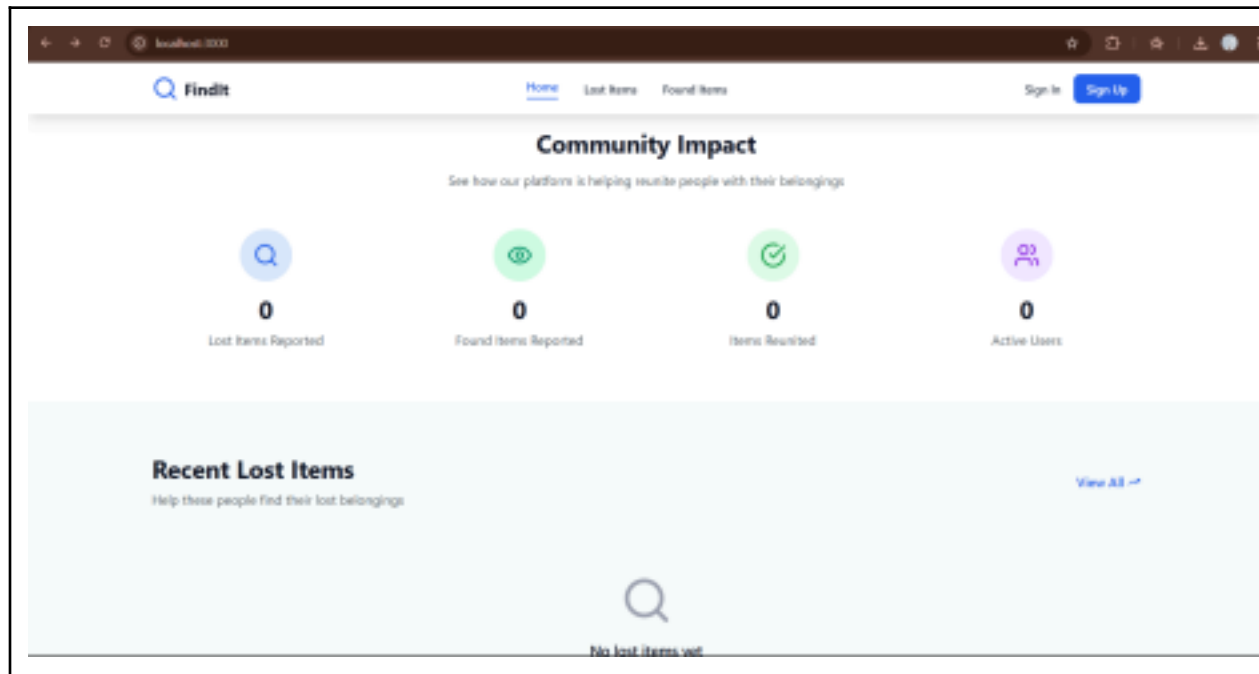 localhost:3000
FindIt
Home Lost Items Found Items
Sign In Sign Up
Community Impact
See how our platform is helping reunite people with their belongings
0 0 0 0
Lost Items Reported Found Items Reported Items Reunited Active Users
Recent Lost Items
View All
Help these people find their lost belongings
No lost items yet